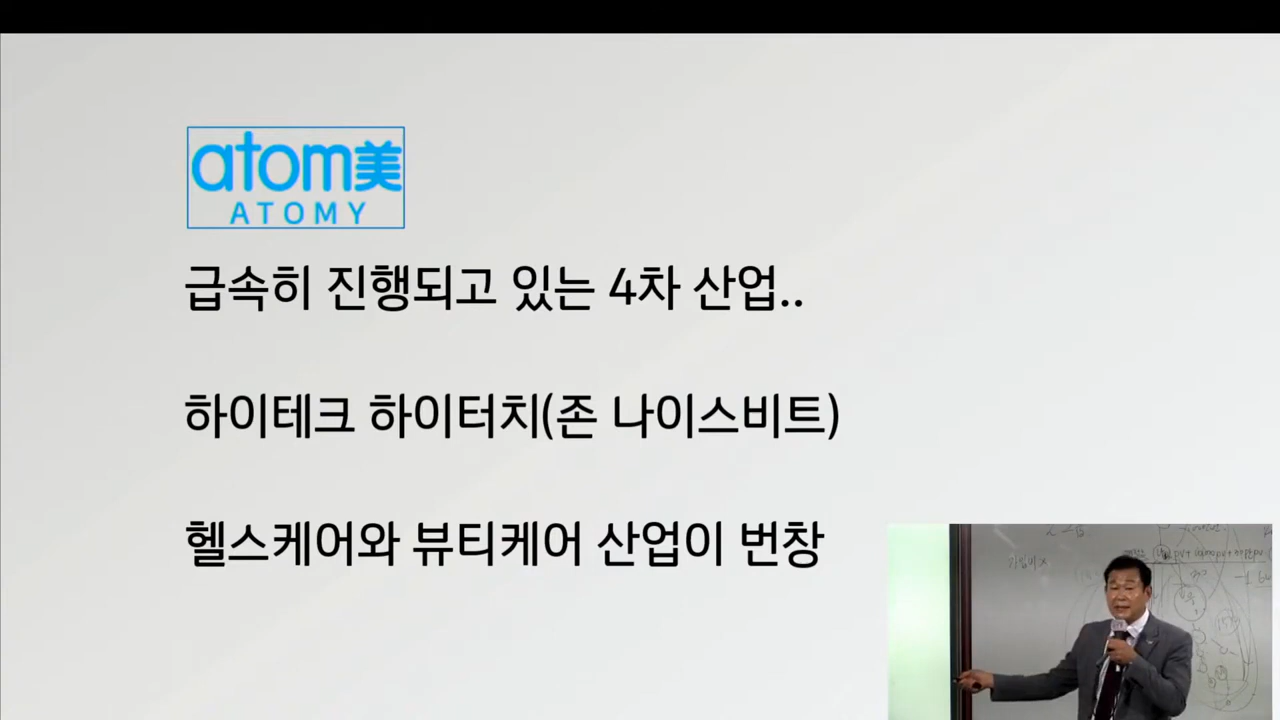 atom美
ATOMY
급속히 진행되고 있는 4차 산업..
하이테크 하이터치(존 나이스비트)
헬스케어와 뷰티케어 산업이 번창